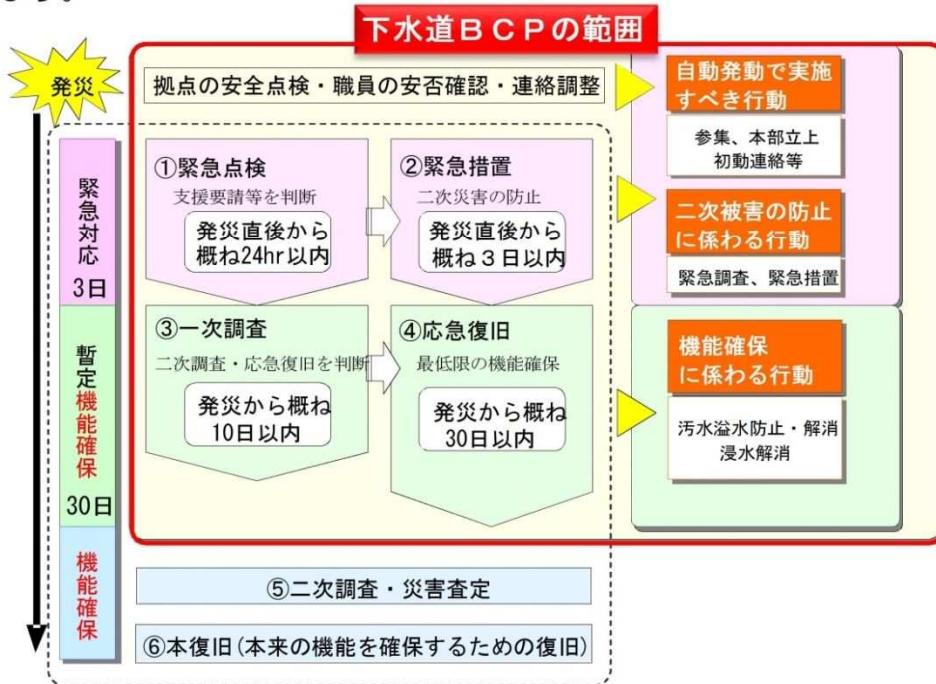 下水道BCPの範囲
発災
拠点の安全点検・職員の安否確認・連絡調整
自動発動で実施
すべき行動
参集、本部立上
初動連絡等
緊急対応
3日
①緊急点検
支援要請等を判断
発災直後から
概ね24hr以内
②緊急措置
二次災害の防止
発災直後から
概ね3日以内
二次被害の防止
に係わる行動
緊急調査、緊急措置
暫定機能確保
30日
③一次調査
二次調査・応急復旧を判断
発災から概ね
10日以内
④応急復旧
最低限の機能確保
発災から概ね
30日以内
機能確保
に係わる行動
汚水溢水防止・解消
浸水解消
機能確保
⑤二次調査・災害査定
⑥本復旧(本来の機能を確保するための復旧)